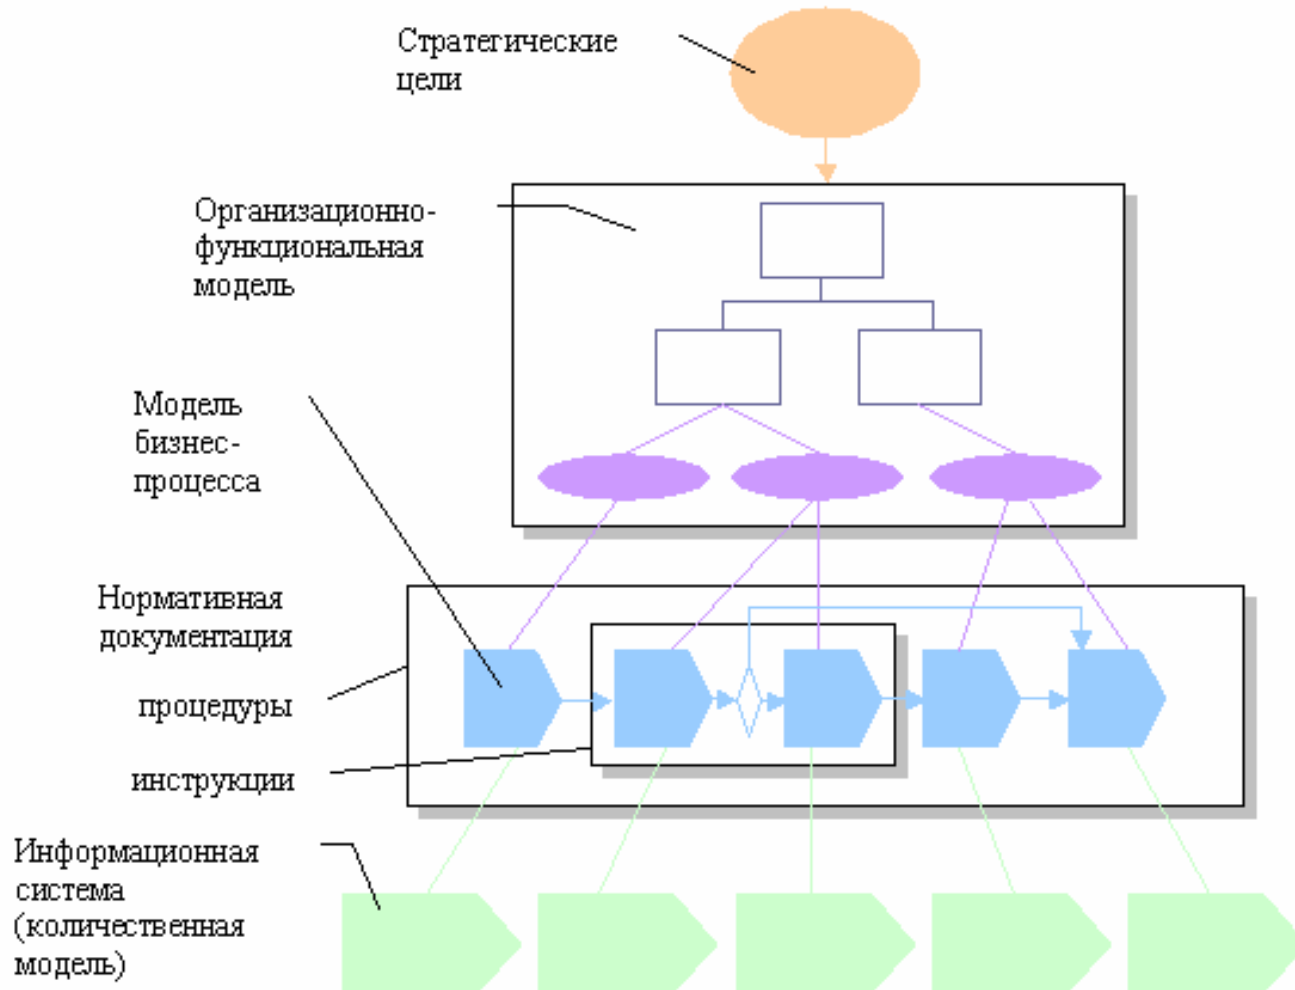 Стратегические
цели
Организационно-
функциональная
модель
Модель
бизнес-
процесса
Нормативная
документация
процедуры
инструкции
Информационная
система
(количественная
модель)